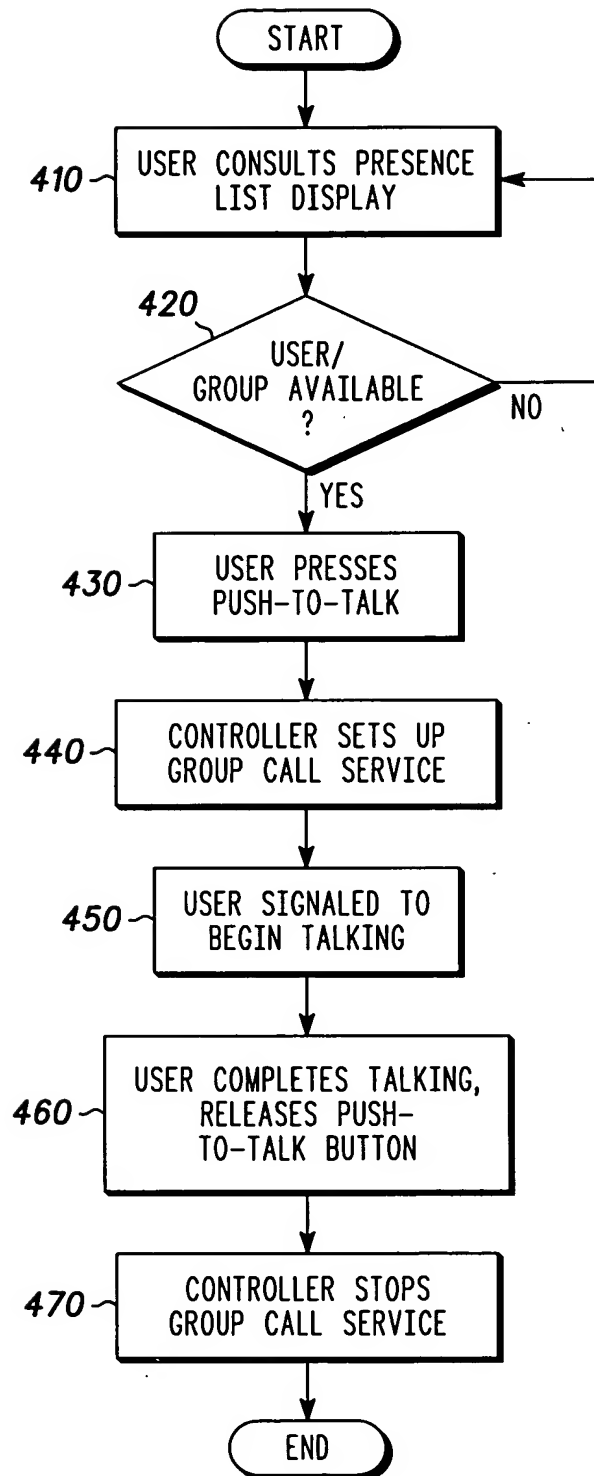 START
410
USER CONSULTS PRESENCE
LIST DISPLAY
420
USER/
GROUP AVAILABLE
?
NO
YES
430
USER PRESSES
PUSH-TO-TALK
440
CONTROLLER SETS UP
GROUP CALL SERVICE
450
USER SIGNALED TO
BEGIN TALKING
460
USER COMPLETES TALKING,
RELEASES PUSH-
TO-TALK BUTTON
470
CONTROLLER STOPS
GROUP CALL SERVICE
END